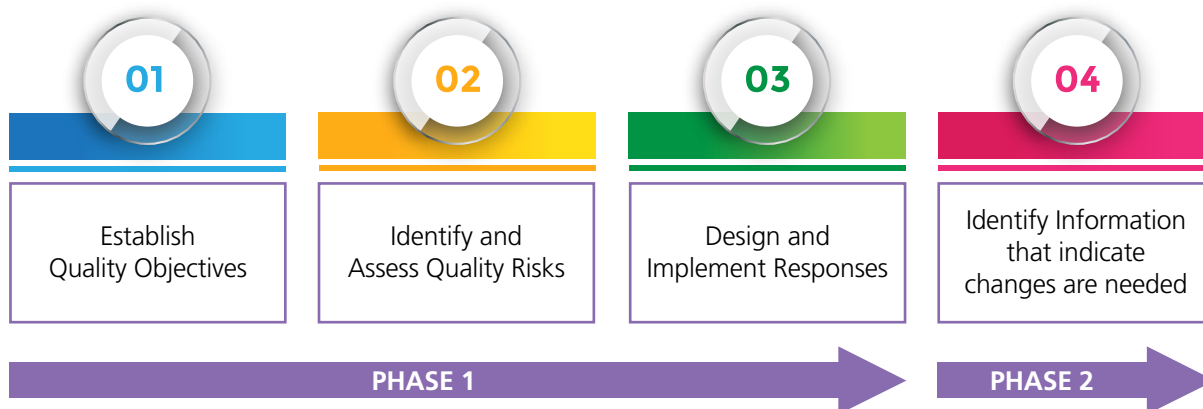 01
02
03
04
Establish
Quality Objectives
Identify and
Assess Quality Risks
Design and
Implement Responses
Identify Information
that indicate
changes are needed
PHASE 1
PHASE 2